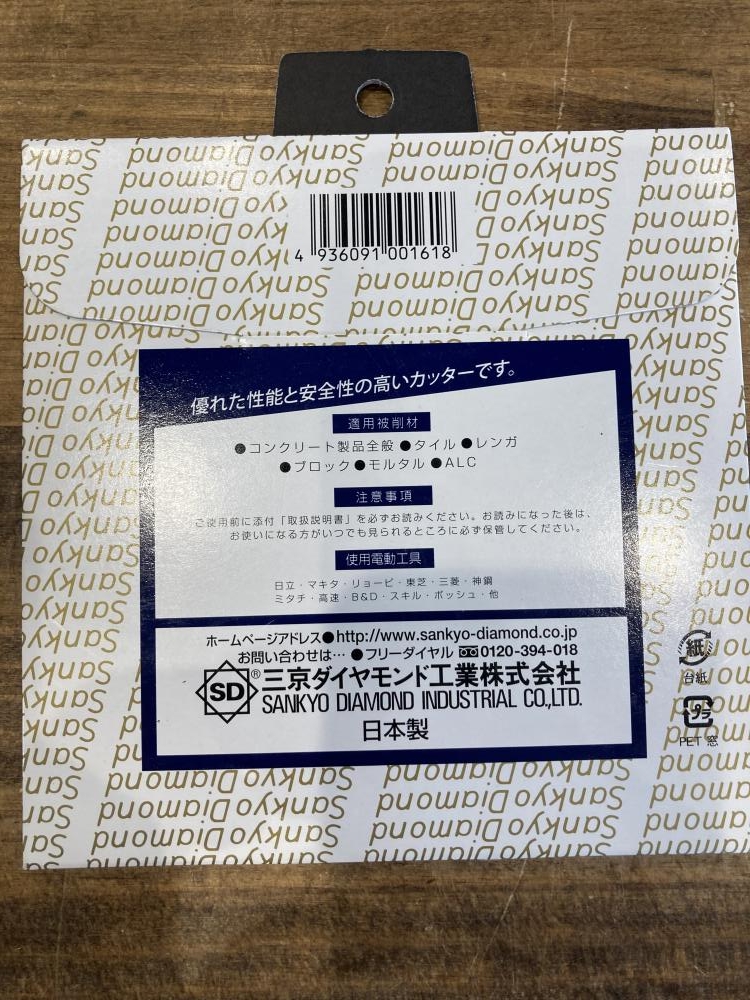 Sankyo Diamond
4 936091 001618
優れた性能と安全性の高いカッターです。
適用被削材
●コンクリート製品全般 ●タイル ●レンガ
●ブロック ●モルタル ●ALC
注意事項
ご使用前に添付「取扱説明書」を必ずお読みください。お読みになった後は、
お使いになる方がいつでも見られるところに必ず保管してください。
使用電動工具
日立・マキタ・リョービ・東芝・三菱・神鋼
ミタチ・高速・B&D・スキル・ボッシュ・他
ホームページアドレス●http://www.sankyo-diamond.co.jp
お問い合わせは… ●フリーダイヤル 0120-394-018
SD ® 三京ダイヤモンド工業株式会社
SANKYO DIAMOND INDUSTRIAL CO.,LTD.
日本製
紙
台紙
プラ
PET 窓